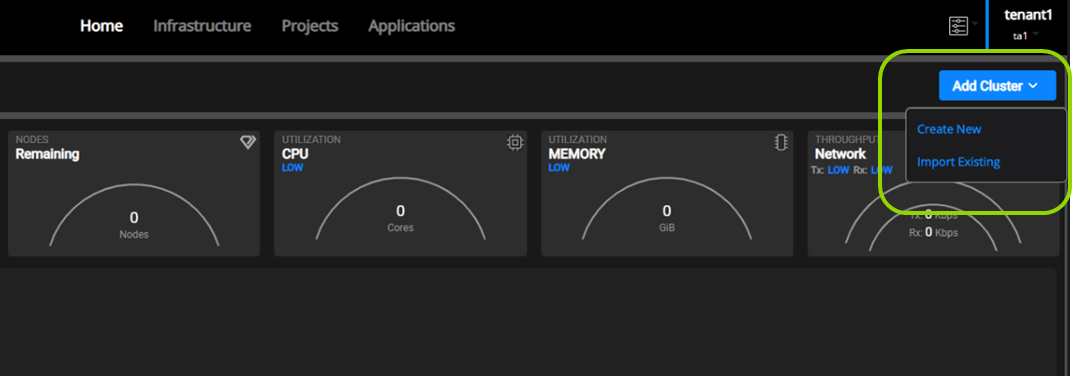 Home Infrastructure Projects Applications
tenant1
ta1
Add Cluster
Create New
Import Existing
NODES
Remaining
0
Nodes
UTILIZATION
CPU
LOW
0
Cores
UTILIZATION
MEMORY
LOW
0
GiB
THROUGHPUT
Network
Tx: LOW Rx: LOW
Tx: 0 Kbps
Rx: 0 Kbps